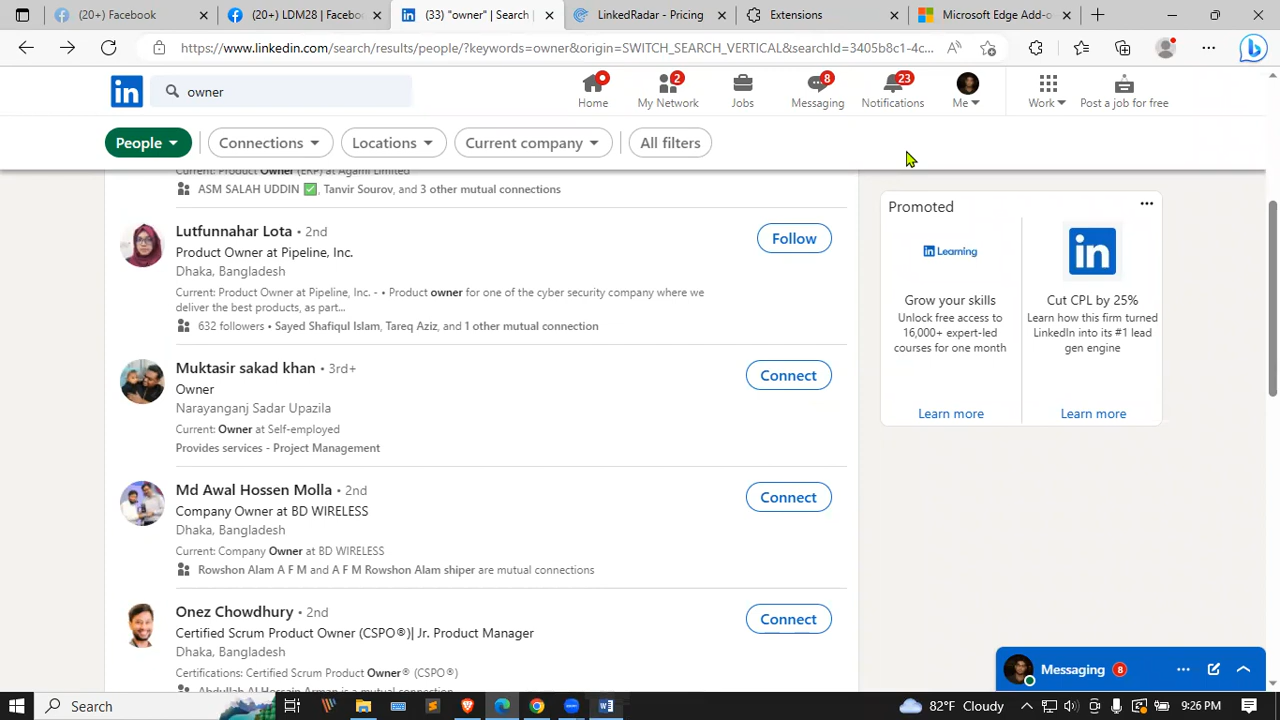 (20+) Facebook
(20+) LDM28 | Facebo
(33) "owner" | Search |
LinkedRadar - Pricing
Extensions
Microsoft Edge Add-o
https://www.linkedin.com/search/results/people/?keywords=owner&origin=SWITCH_SEARCH_VERTICAL&searchId=3405b8c1-4c...
in
owner
Home
2
My Network
Jobs
8
Messaging
23
Notifications
Me
Work
Post a job for free
People
Connections
Locations
Current company
All filters
Current: Product Owner (ERP) at Agami Limited
ASM SALAH UDDIN ✅, Tanvir Sourov, and 3 other mutual connections
Lutfunnahar Lota • 2nd
Follow
Product Owner at Pipeline, Inc.
Dhaka, Bangladesh
Current: Product Owner at Pipeline, Inc. - • Product owner for one of the cyber security company where we
deliver the best products, as part...
632 followers • Sayed Shafiqul Islam, Tareq Aziz, and 1 other mutual connection
Muktasir sakad khan • 3rd+
Connect
Owner
Narayanganj Sadar Upazila
Current: Owner at Self-employed
Provides services - Project Management
Md Awal Hossen Molla • 2nd
Connect
Company Owner at BD WIRELESS
Dhaka, Bangladesh
Current: Company Owner at BD WIRELESS
Rowshon Alam A F M and A F M Rowshon Alam shiper are mutual connections
Onez Chowdhury • 2nd
Connect
Certified Scrum Product Owner (CSPO®)| Jr. Product Manager
Dhaka, Bangladesh
Certifications: Certified Scrum Product Owner® (CSPO®)
Abdullah Al Hossain Arman is a mutual connection
Promoted
in Learning
Grow your skills
Unlock free access to
16,000+ expert-led
courses for one month
Learn more
in
Cut CPL by 25%
Learn how this firm turned
LinkedIn into its #1 lead
gen engine
Learn more
Messaging 8
Search
82°F Cloudy
9:26 PM